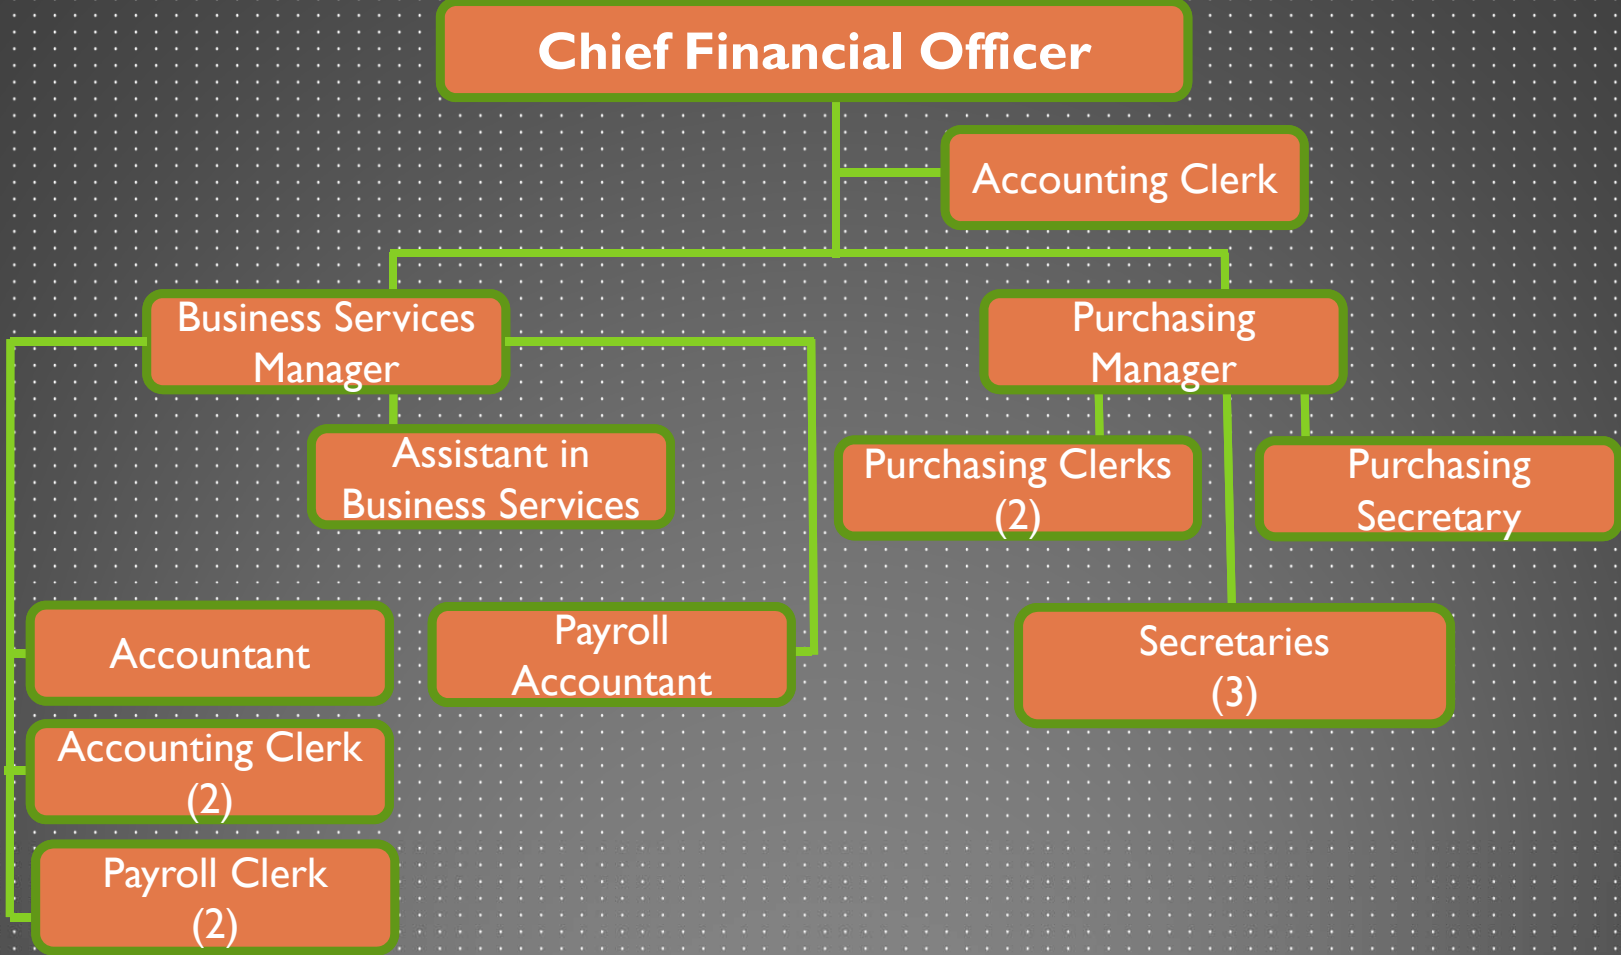 Chief Financial Officer
Accounting Clerk
Business Services
Manager
Purchasing
Manager
Assistant in
Business Services
Purchasing Clerks
(2)
Purchasing
Secretary
Accountant
Payroll
Accountant
Secretaries
(3)
Accounting Clerk
(2)
Payroll Clerk
(2)